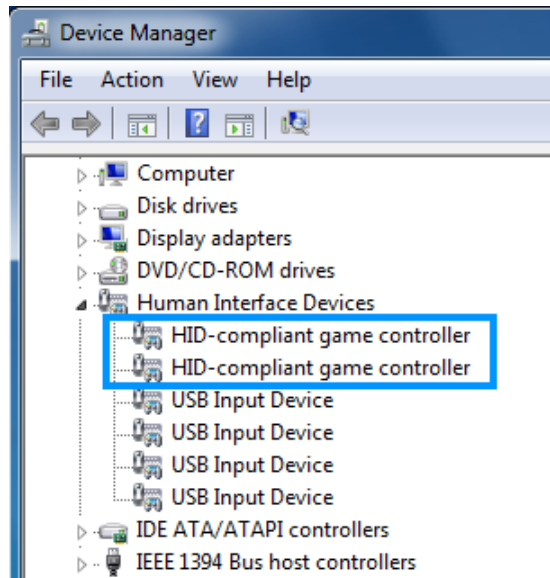 Device Manager
File Action View Help
Computer
Disk drives
Display adapters
DVD/CD-ROM drives
Human Interface Devices
HID-compliant game controller
HID-compliant game controller
USB Input Device
USB Input Device
USB Input Device
USB Input Device
IDE ATA/ATAPI controllers
IEEE 1394 Bus host controllers